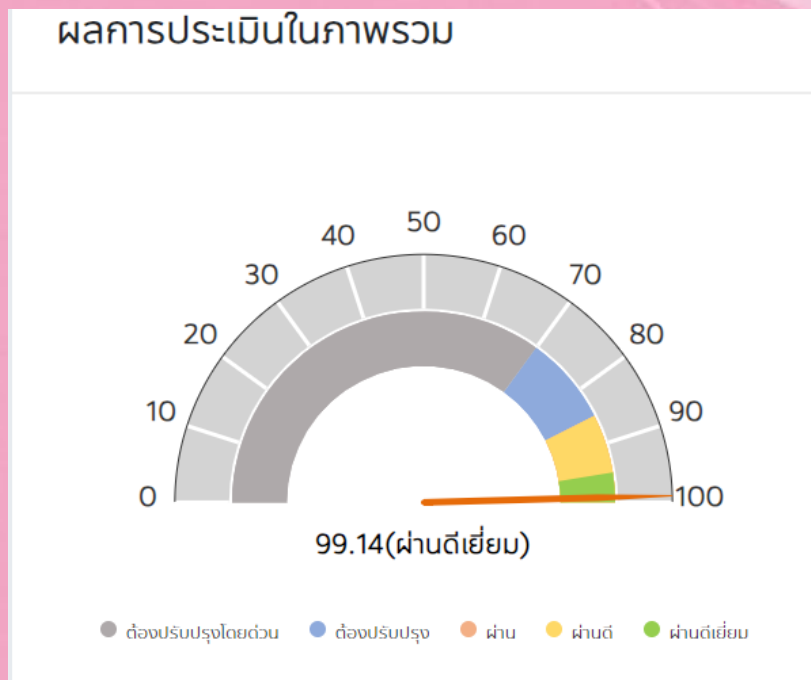 ผลการประเมินในภาพรวม
50
40 60
30 70
20 80
10 90
0 100
99.14(ผ่านดีเยี่ยม)
ต้องปรับปรุงโดยด่วน ต้องปรับปรุง ผ่าน ผ่านดี ผ่านดีเยี่ยม